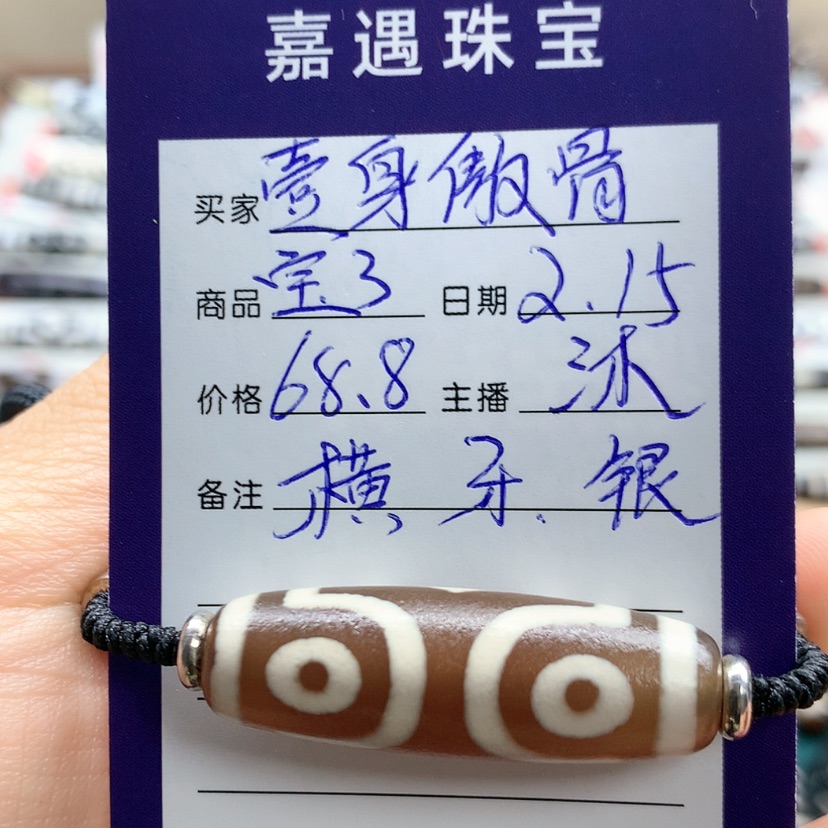 嘉遇珠宝
买家 壹身傲骨
商品 宝.3 日期 2.15
价格 68.8 主播 沐
备注 横 牙. 银